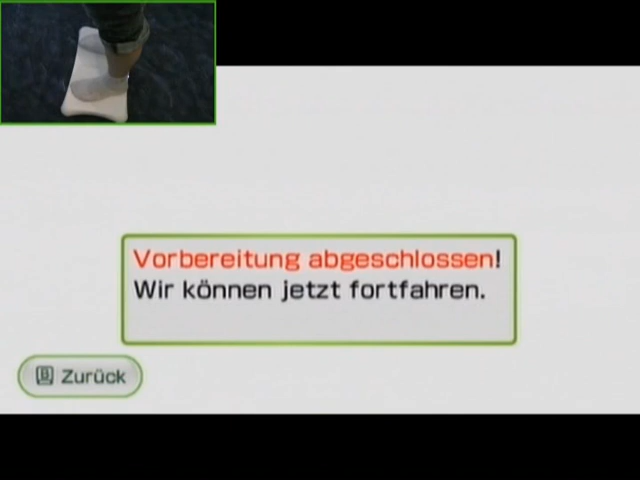 Vorbereitung abgeschlossen!
Wir können jetzt fortfahren.
B Zurück